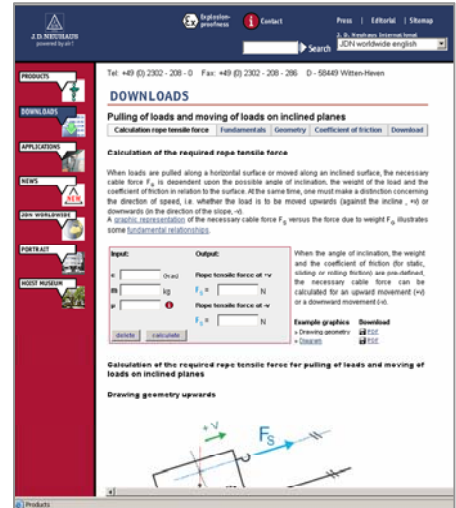 Explosion-
proofness
Contact
Press | Editorial | Sitemap
J.D. NEUHAUS
powered by air!
J. D. Neuhaus International
JDN worldwide english
Search
PRODUCTS
DOWNLOADS
APPLICATIONS
NEWS
NEW
JDN WORLDWIDE
PORTRAIT
HOIST MUSEUM
Tel: +49 (0) 2302 - 208 - 0 Fax: +49 (0) 2302 - 208 - 286 D - 58449 Witten-Heven
DOWNLOADS
Pulling of loads and moving of loads on inclined planes
Calculation rope tensile force Fundamentals Geometry Coefficient of friction Download
Calculation of the required rope tensile force
When loads are pulled along a horizontal surface or moved along an inclined surface, the necessary
cable force FS is dependent upon the possible angle of inclination, the weight of the load and the
coefficient of friction in relation to the surface. At the same time, one must make a distinction concerning
the direction of speed, i.e. whether the load is to be moved upwards (against the incline , +v) or
downwards (in the direction of the slope, -v).
A graphic representation of the necessary cable force FS versus the force due to weight FG illustrates
some fundamental relationships.
Input: Output:
Rope tensile force at +v
m kg FS = N
μ Rope tensile force at -v
FS = N
delete calculate
When the angle of inclination, the weight
and the coefficient of friction (for static,
sliding or rolling friction) are pre-defined,
the necessary cable force can be
calculated for an upward movement (+v)
or a downward movement (-v).
Example graphics Download
» Drawing geometry PDF
» Diagram PDF
Calculation of the required rope tensile force for pulling of loads and moving of
loads on inclined planes
Drawing geometry upwards
+V
FS
Products